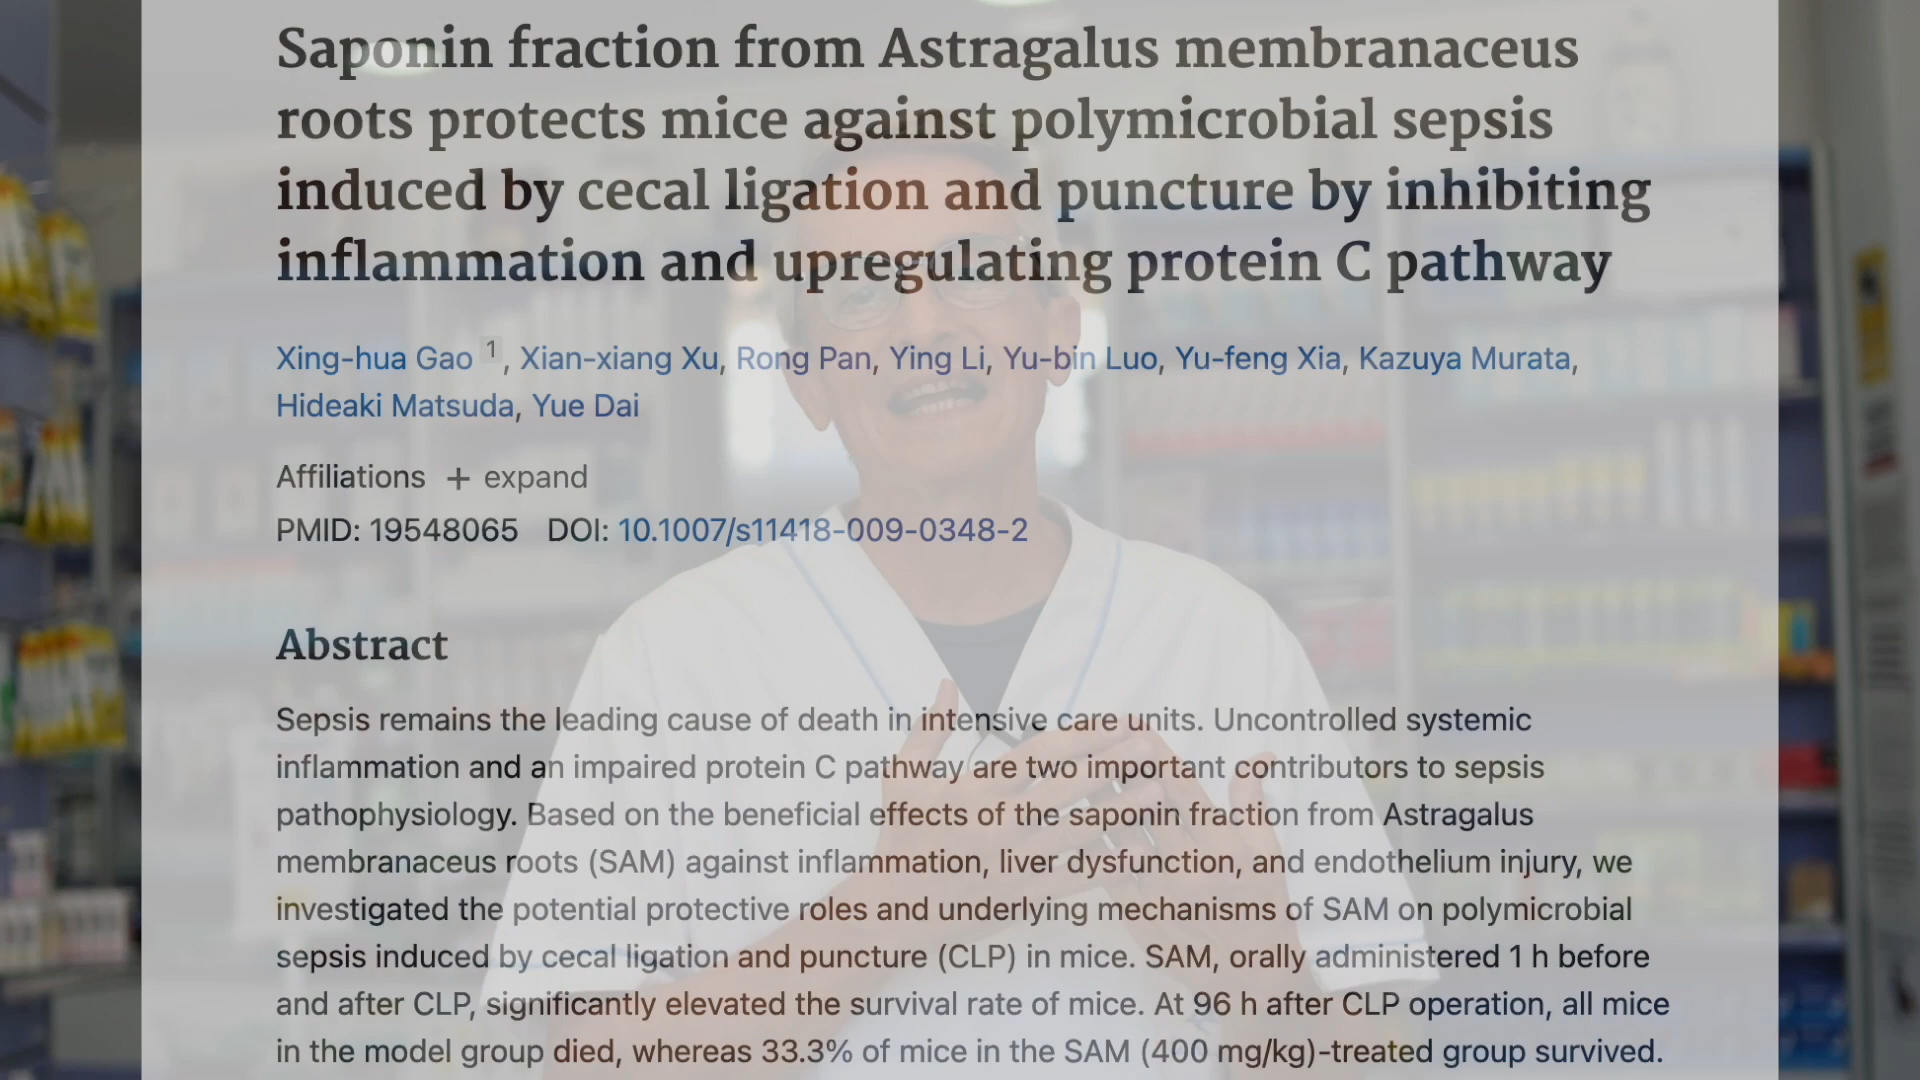 Saponin fraction from Astragalus membranaceus
roots protects mice against polymicrobial sepsis
induced by cecal ligation and puncture by inhibiting
inflammation and upregulating protein C pathway
Xing-hua Gao 1, Xian-xiang Xu, Rong Pan, Ying Li, Yu-bin Luo, Yu-feng Xia, Kazuya Murata,
Hideaki Matsuda, Yue Dai
Affiliations + expand
PMID: 19548065 DOI: 10.1007/s11418-009-0348-2
Abstract
Sepsis remains the leading cause of death in intensive care units. Uncontrolled systemic
inflammation and an impaired protein C pathway are two important contributors to sepsis
pathophysiology. Based on the beneficial effects of the saponin fraction from Astragalus
membranaceus roots (SAM) against inflammation, liver dysfunction, and endothelium injury, we
investigated the potential protective roles and underlying mechanisms of SAM on polymicrobial
sepsis induced by cecal ligation and puncture (CLP) in mice. SAM, orally administered 1 h before
and after CLP, significantly elevated the survival rate of mice. At 96 h after CLP operation, all mice
in the model group died, whereas 33.3% of mice in the SAM (400 mg/kg)-treated group survived.